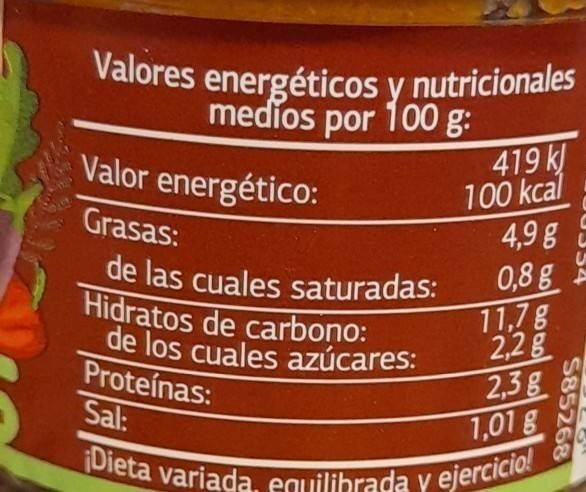 Valores energéticos y nutricionales
medios por 100 g:
Valor energético: 419 kJ
100 kcal
Grasas: 4,9 g
de las cuales saturadas: 0,8 g
Hidratos de carbono: 11,7 g
de los cuales azúcares: 2,2 g
Proteínas: 2,3 g
Sal: 1,01 g
¡Dieta variada, equilibrada y ejercicio!
S85268